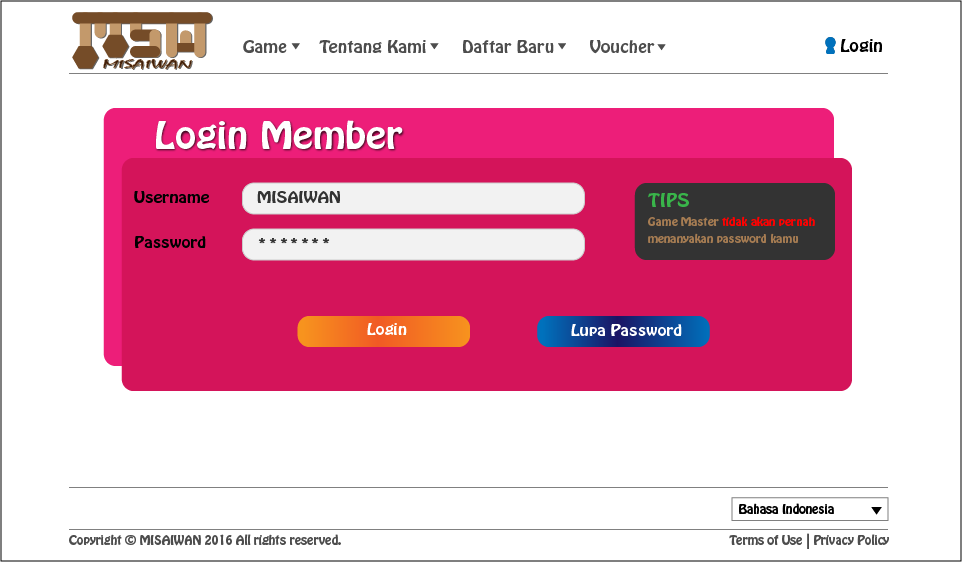 MSW
MISAIWAN
Game Tentang Kami Daftar Baru Voucher Login
Login Member
Username MISAIWAN
Password *******
TIPS
Game Master tidak akan pernah
menanyakan password kamu
Login Lupa Password
Bahasa Indonesia
Copyright © MISAIWAN 2016 All rights reserved. Terms of Use | Privacy Policy